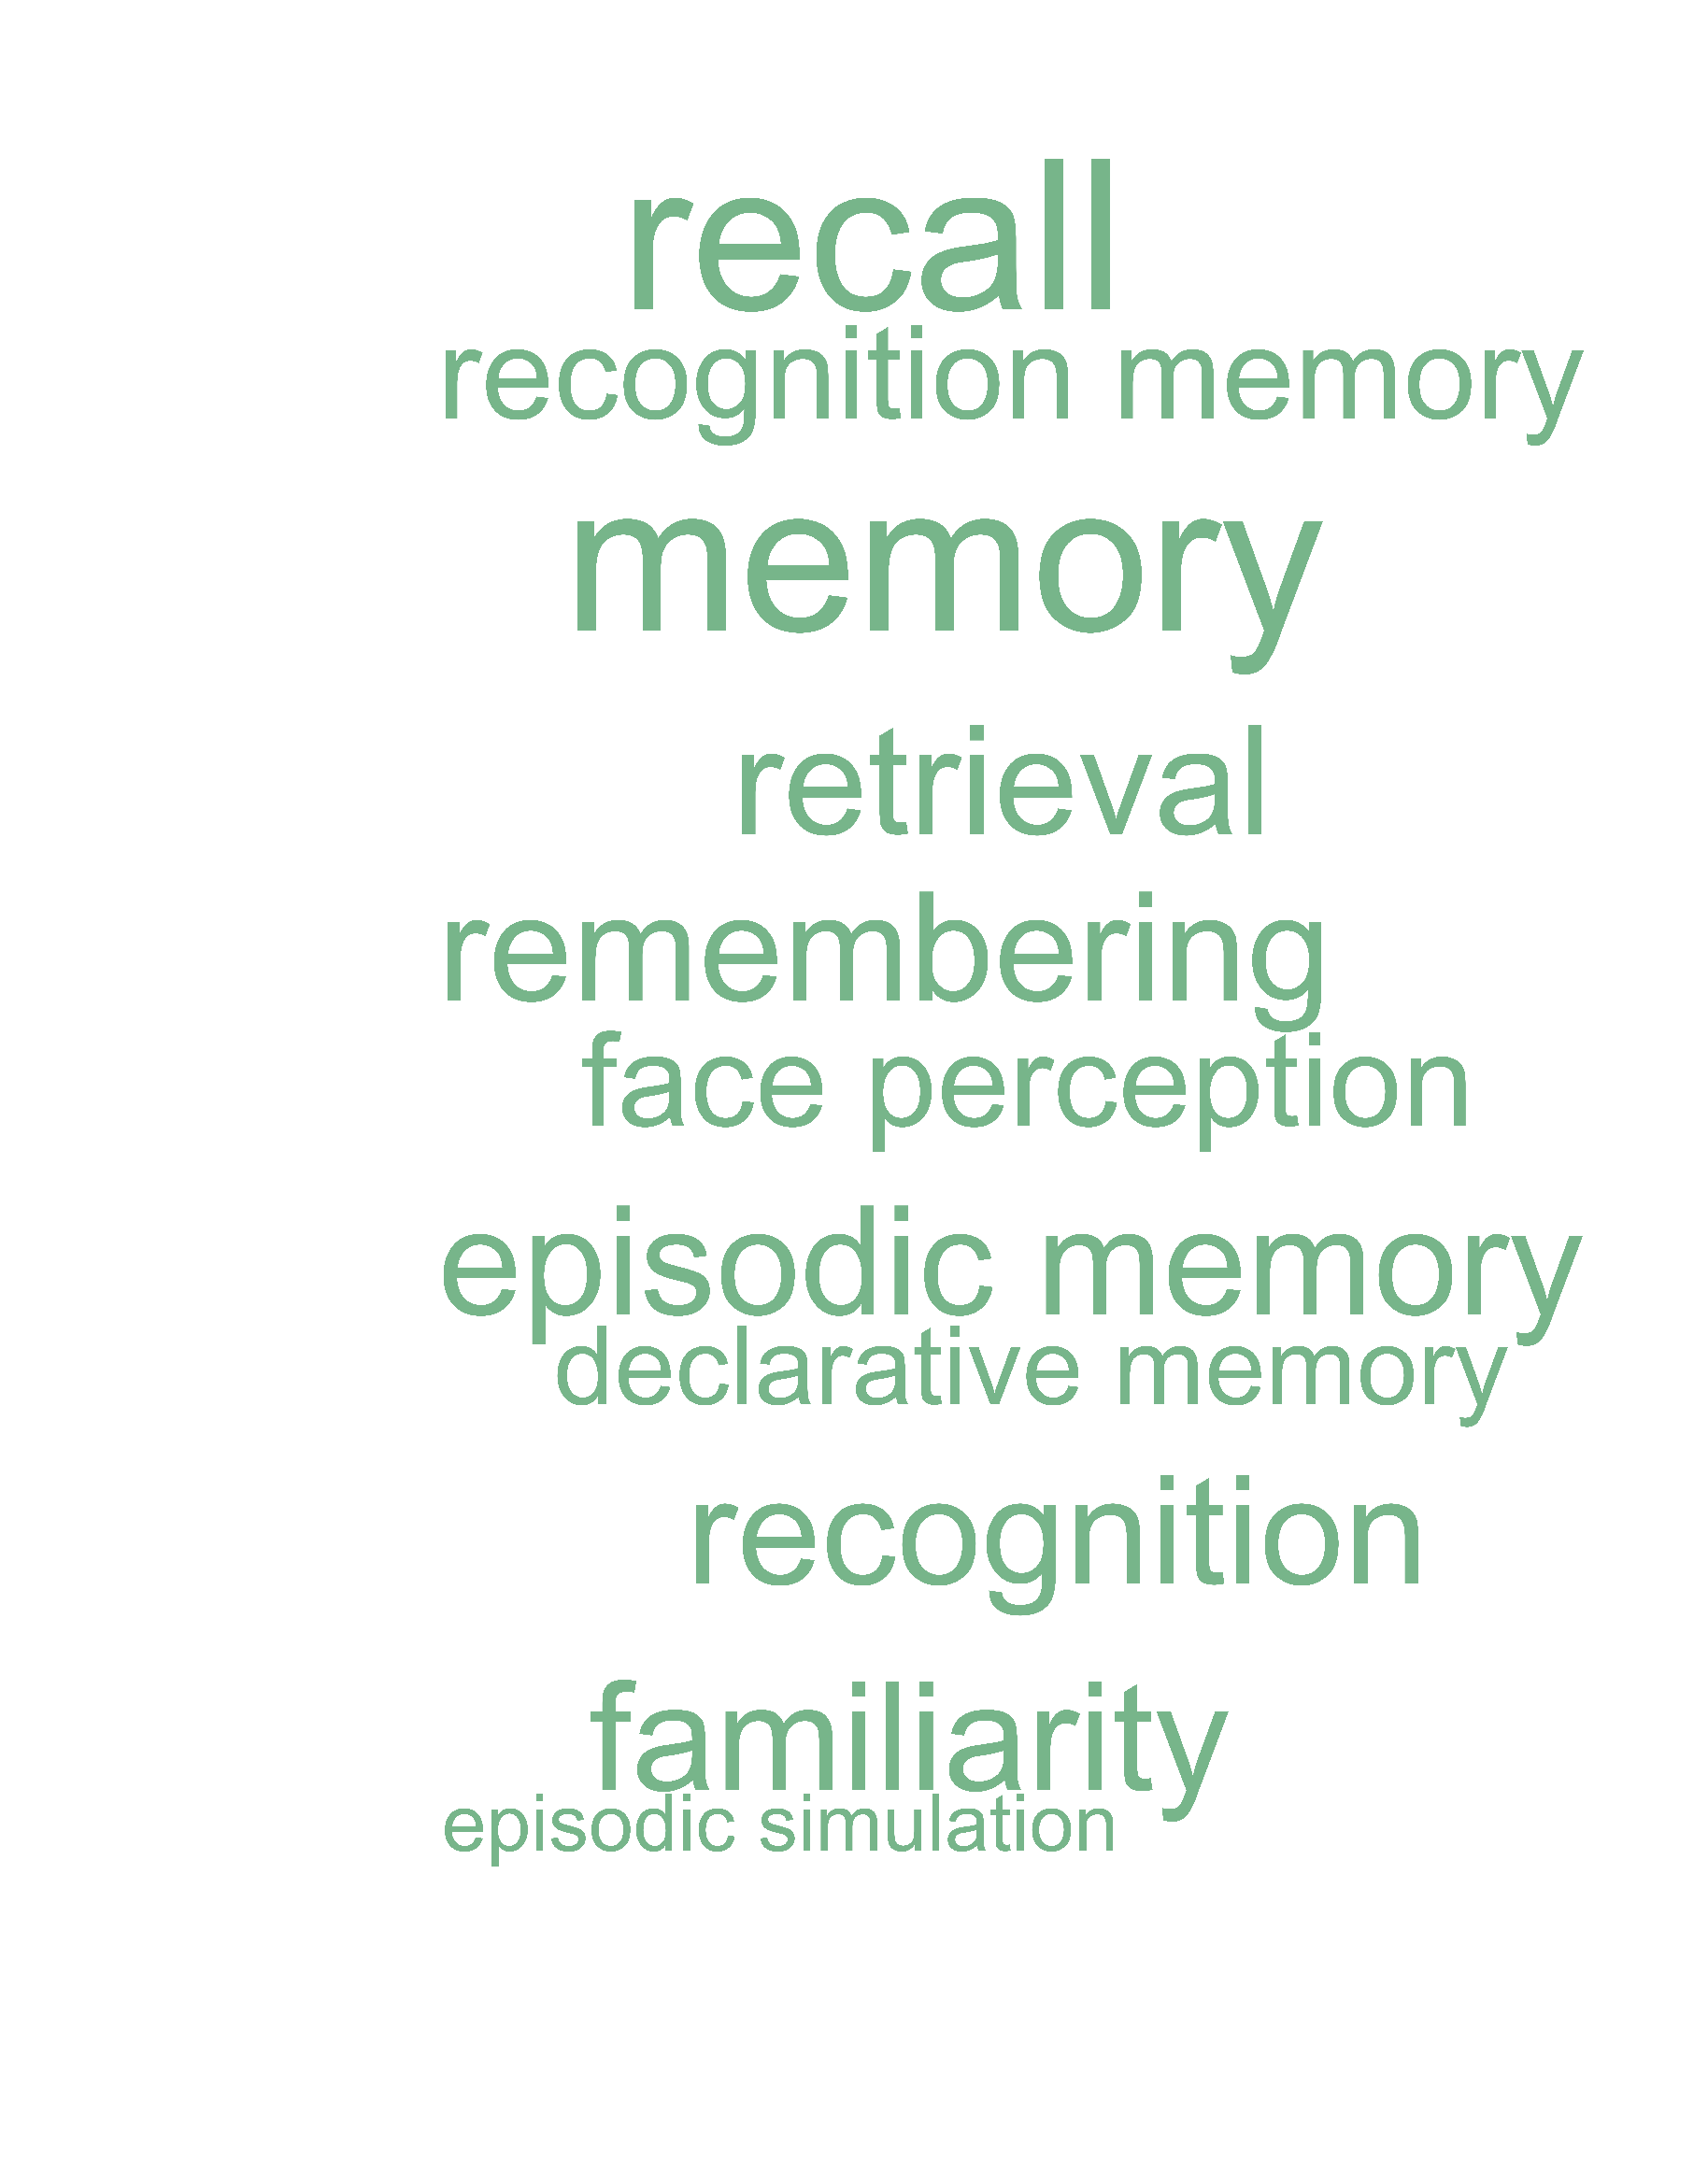 recall
recognition memory
memory
retrieval
remembering
face perception
episodic memory
declarative memory
recognition
familiarity
episodic simulation